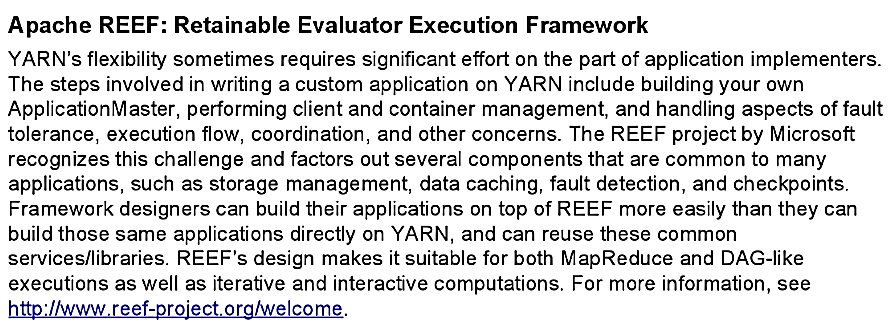 Apache REEF: Retainable Evaluator Execution Framework
YARN's flexibility sometimes requires significant effort on the part of application implementers.
The steps involved in writing a custom application on YARN include building your own
ApplicationMaster, performing client and container management, and handling aspects of fault
tolerance, execution flow, coordination, and other concerns. The REEF project by Microsoft
recognizes this challenge and factors out several components that are common to many
applications, such as storage management, data caching, fault detection, and checkpoints.
Framework designers can build their applications on top of REEF more easily than they can
build those same applications directly on YARN, and can reuse these common
services/libraries. REEF's design makes it suitable for both MapReduce and DAG-like
executions as well as iterative and interactive computations. For more information, see
http://www.reef-project.org/welcome.